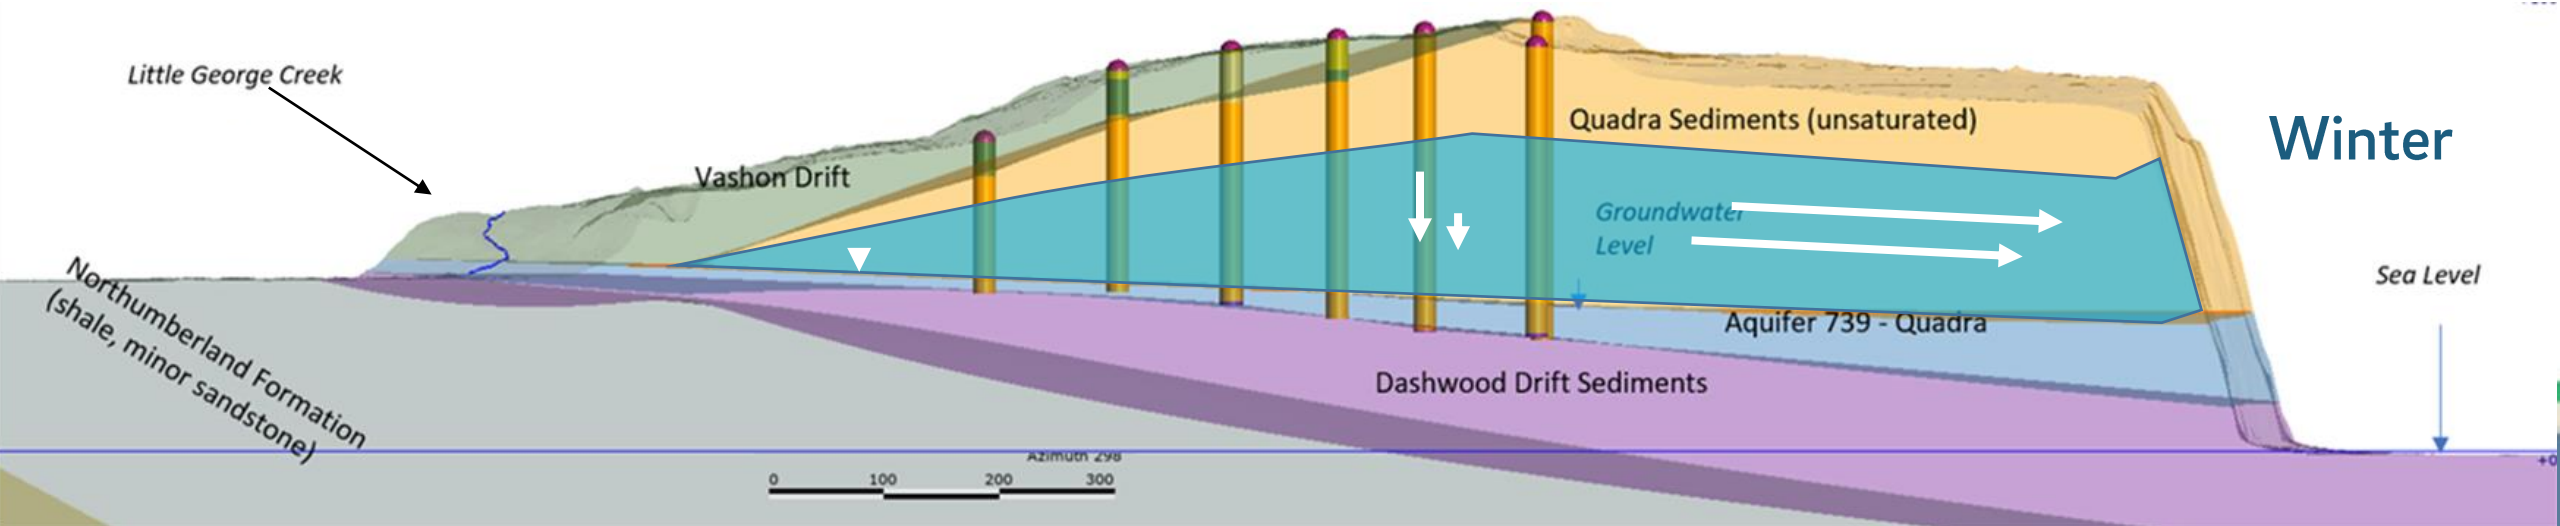 Little George Creek
Quadra Sediments (unsaturated)
Winter
Vashon Drift
Groundwater
Level
Northumberland Formation
(shale, minor sandstone)
Sea Level
Aquifer 739 - Quadra
Dashwood Drift Sediments
Azimuth 298
0 100 200 300
+0